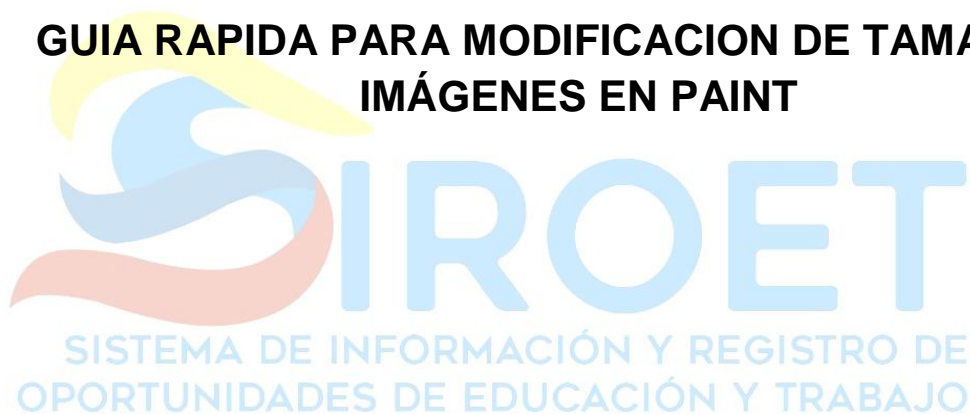 GUIA RAPIDA PARA MODIFICACION DE TAMA
IMÁGENES EN PAINT
SIROET
SISTEMA DE INFORMACIÓN Y REGISTRO DE
OPORTUNIDADES DE EDUCACIÓN Y TRABAJO